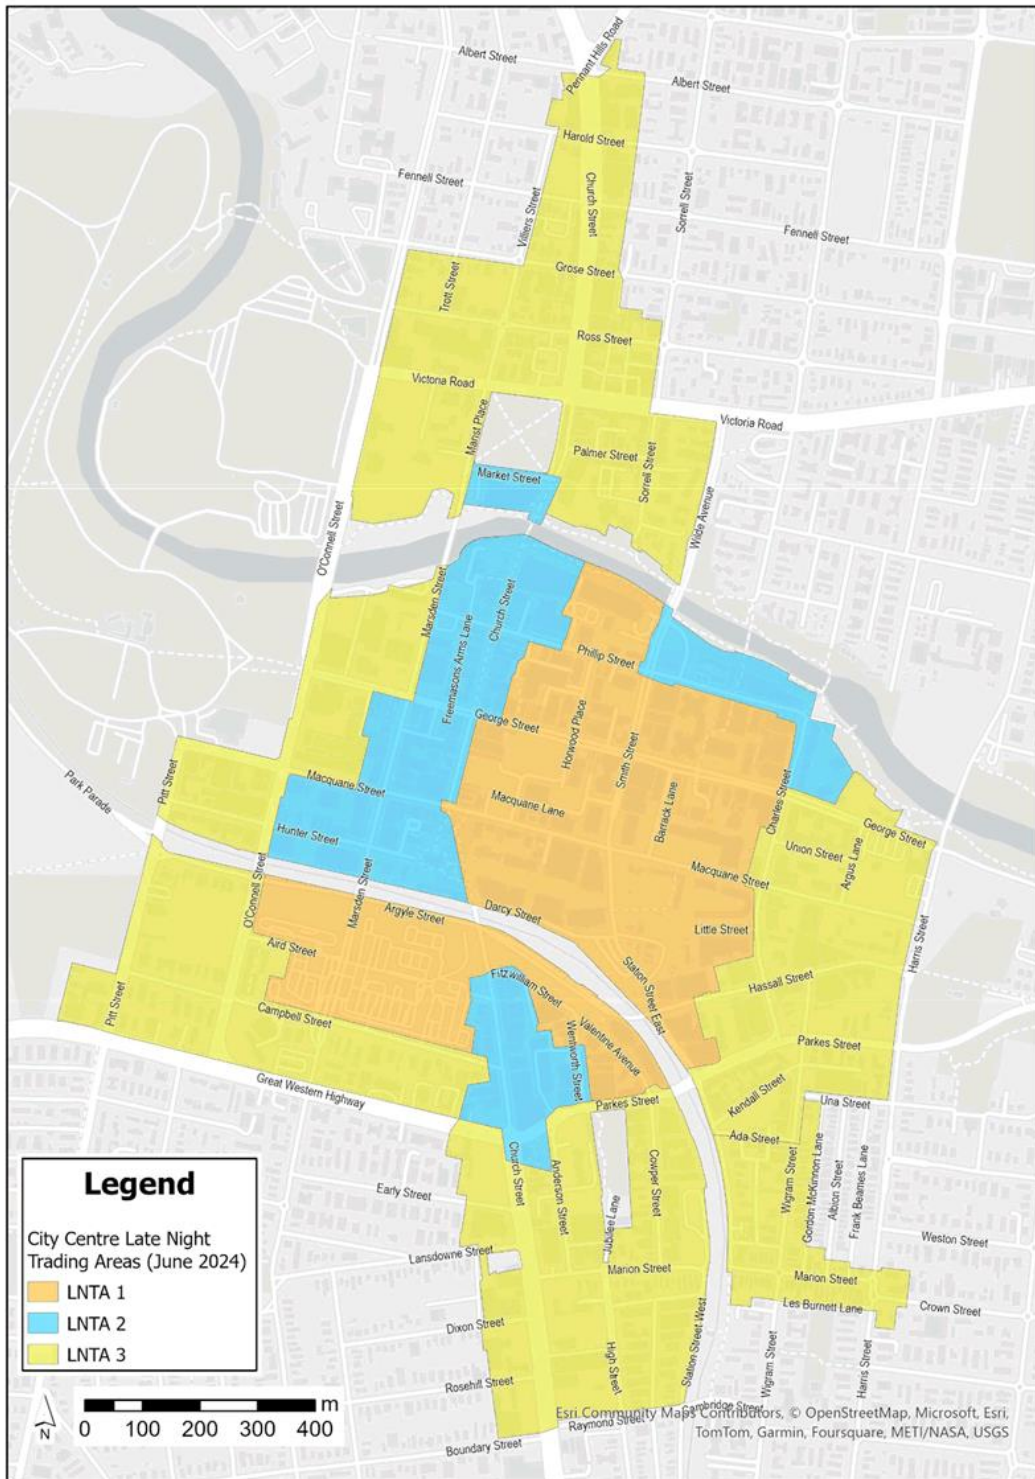 Pennant Hills Road
Albert Street
Albert Street
Harold Street
Fennell Street
Church Street
Sorrell Street
Villiers Street
Fennell Street
Grose Street
Trott Street
Ross Street
Victoria Road
Marist Place
Victoria Road
Palmer Street
Sorrell Street
Market Street
Wilde Avenue
O'Connell Street
Marsden Street
Church Street
Freemasons Arms Lane
Phillip Street
George Street
Horwood Place
Smith Street
Pitt Street
Park Parade
Macquarie Street
Macquarie Lane
Barrack Lane
Charles Street
George Street
Hunter Street
Union Street
Argus Lane
Macquarie Street
O'Connell Street
Marsden Street
Argyle Street
Darcy Street
Little Street
Harris Street
Aird Street
Station Street East
Hassall Street
Fitzwilliam Street
Pitt Street
Campbell Street
Valentine Avenue
Wentworth Street
Parkes Street
Great Western Highway
Parkes Street
Kendall Street
Una Street
Ada Street
Legend
City Centre Late Night
Trading Areas (June 2024)
LNTA 1
LNTA 2
LNTA 3
Church Street
Anderson Street
Cowper Street
Wigram Street
Gordon McKinnon Lane
Albion Street
Frank Beames Lane
Early Street
Jubilee Lane
Weston Street
Lansdowne Street
Marion Street
Marion Street
Les Burnett Lane
Crown Street
Dixon Street
High Street
Station Street West
Wigram Street
Harris Street
Rosehill Street
Raymond Street
Cambridge Street
Boundary Street
N
0 100 200 300 400 m
Esri Community Maps Contributors, © OpenStreetMap, Microsoft, Esri,
TomTom, Garmin, Foursquare, METI/NASA, USGS